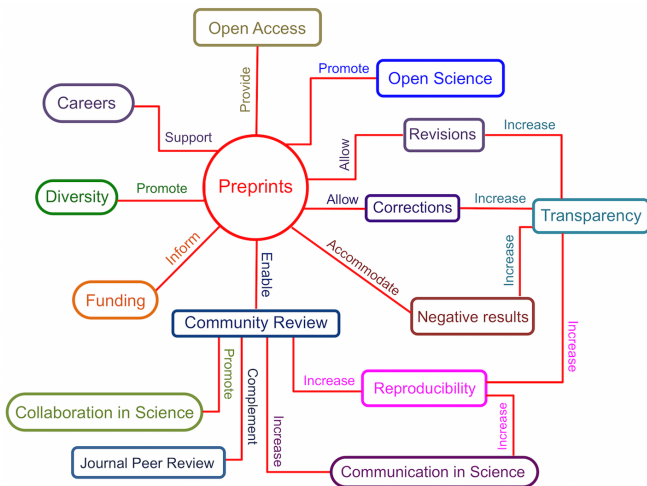 Open Access
Provide
Promote
Open Science
Careers
Support
Allow
Revisions
Increase
Preprints
Diversity
Promote
Allow
Corrections
Increase
Transparency
Inform
Enable
Accommodate
Increase
Funding
Community Review
Negative results
Promote
Complement
Increase
Increase
Reproducibility
Increase
Collaboration in Science
Increase
Journal Peer Review
Communication in Science